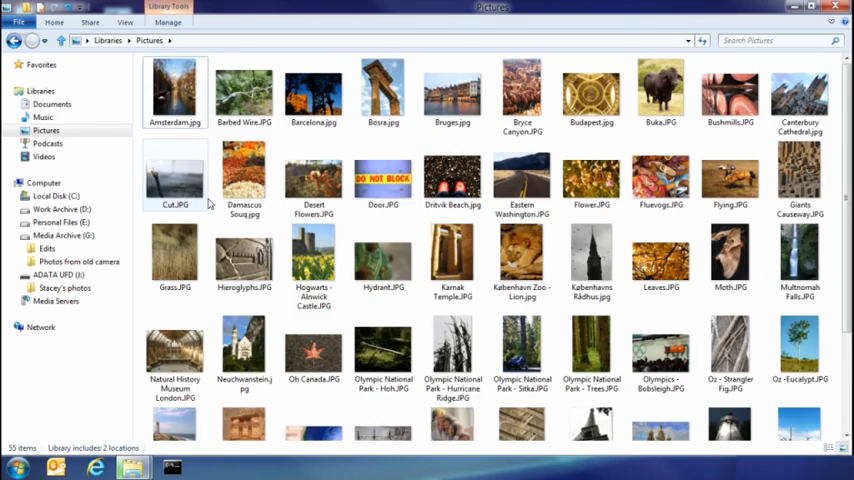 Library Tools
Pictures
File
Home
Share
View
Manage
Libraries
Pictures
Search Pictures
Favorites
Libraries
Documents
Music
Pictures
Podcasts
Videos
Computer
Local Disk (C:)
Work Archive (D:)
Personal Files (E:)
Media Archive (G:)
Edits
Photos from old camera
ADATA UFD (J:)
Stacey's photos
Media Servers
Network
Amsterdam.jpg
Barbed Wire.JPG
Barcelona.jpg
Bosra.jpg
Bruges.jpg
Bryce
Canyon.JPG
Budapest.jpg
Buka.JPG
Bushmills.JPG
Canterbury
Cathedral.jpg
Cut.JPG
Damascus
Souq.jpg
Desert
Flowers.JPG
DO NOT BLOCK
Door.JPG
Dritvik Beach.jpg
Eastern
Washington.JPG
Flower.JPG
Fluevogs.JPG
Flying.JPG
Giants
Causeway.JPG
Grass.JPG
Hieroglyphs.JPG
Hogwarts -
Alnwick
Castle.JPG
Hydrant.JPG
Karnak
Temple.JPG
København Zoo -
Lion.jpg
Københavns
Rådhus.jpg
Leaves.JPG
Moth.JPG
Multnomah
Falls.JPG
Natural History
Museum
London.JPG
Neuchwanstein.j
pg
Oh Canada.JPG
Olympic National
Park - Hoh.JPG
Olympic National
Park - Hurricane
Ridge.JPG
Olympic National
Park - Sitka.JPG
Olympic National
Park - Trees.JPG
Olympics -
Bobsleigh.JPG
Oz - Strangler
Fig.JPG
Oz -Eucalypt.JPG
55 items
Library includes: 2 locations